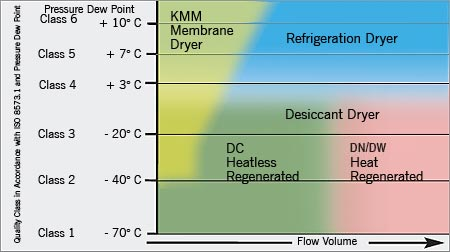 Pressure Dew Point
Class 6 + 10° C
Class 5 + 7° C
Class 4 + 3° C
Class 3 - 20° C
Class 2 - 40° C
Class 1 - 70° C
Quality Class in Accordance with ISO 8573.1 and Pressure Dew Point
KMM
Membrane
Dryer
Refrigeration Dryer
Desiccant Dryer
DC
Heatless
Regenerated
DN/DW
Heat
Regenerated
Flow Volume